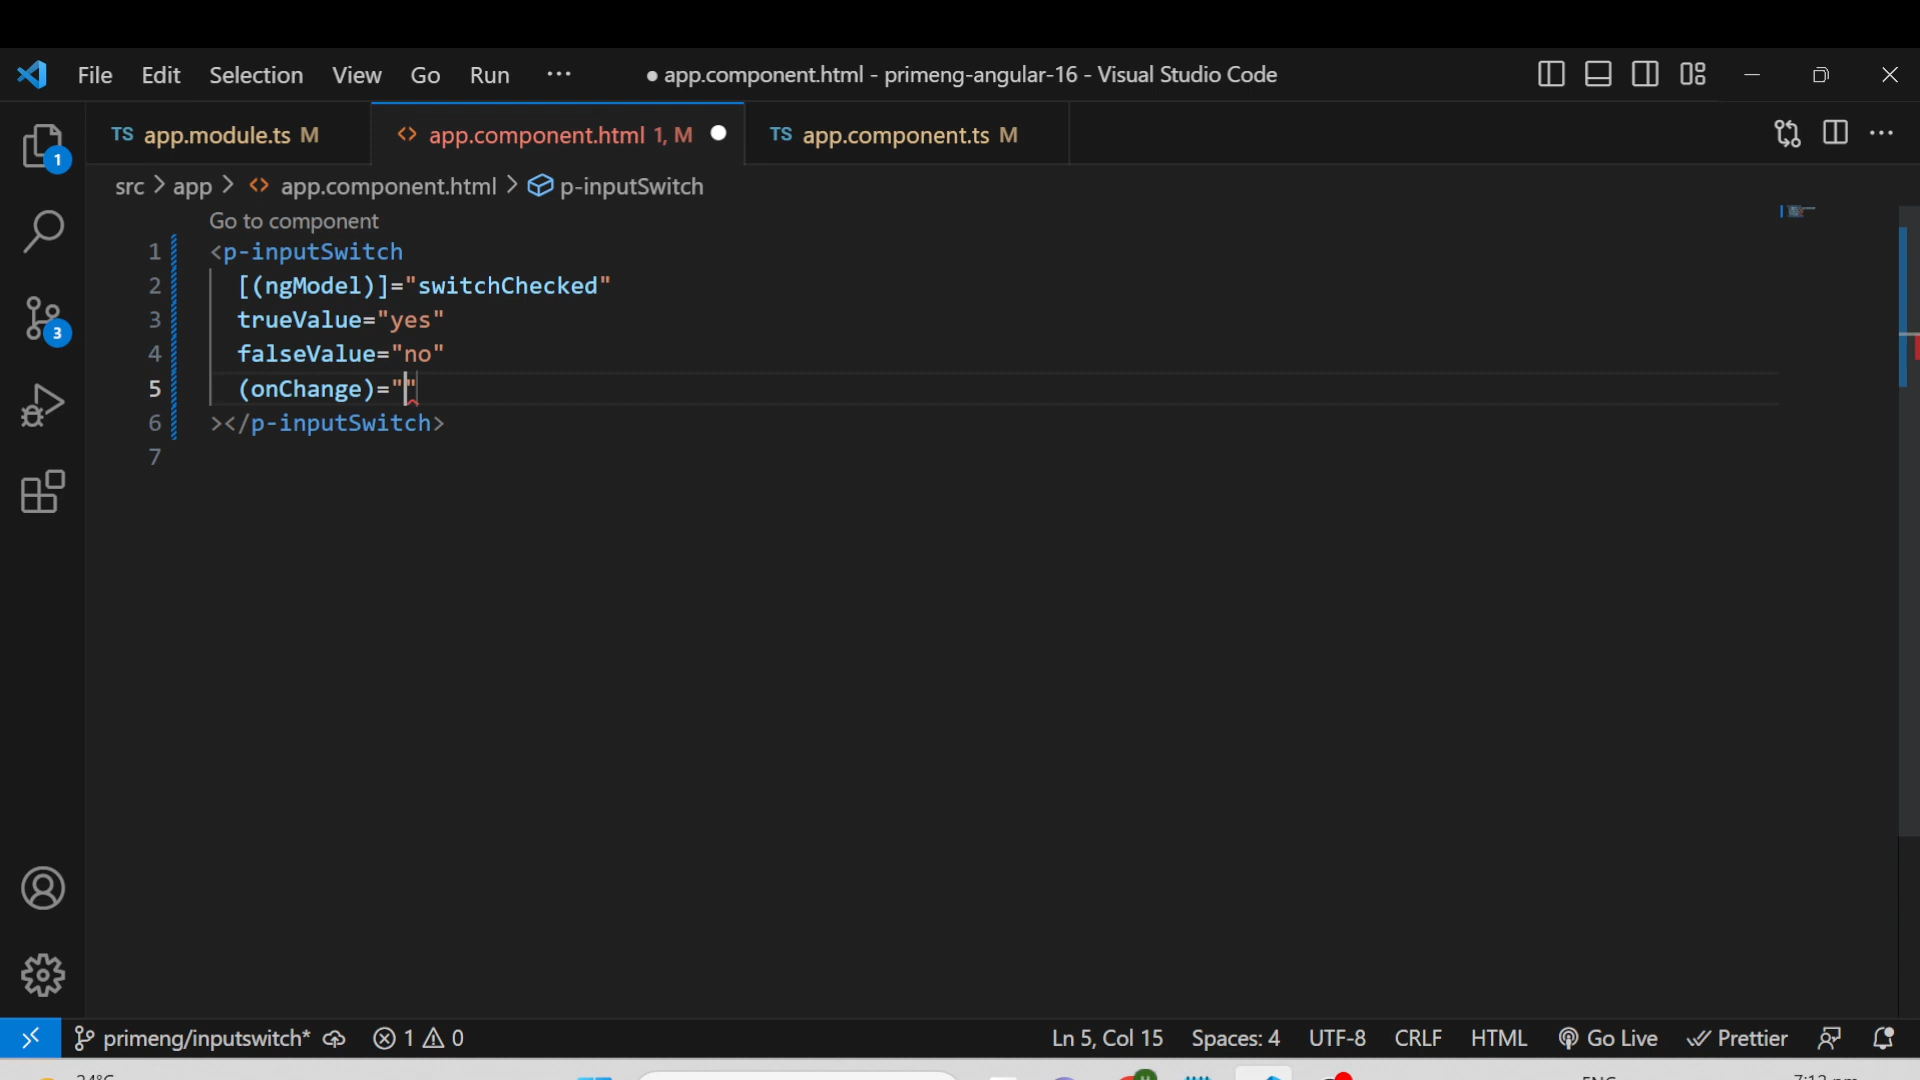 File Edit Selection View Go Run ··· ● app.component.html - primeng-angular-16 - Visual Studio Code
TS app.module.ts M <> app.component.html 1, M ● TS app.component.ts M
src > app > <> app.component.html > p-inputSwitch
Go to component
1 <p-inputSwitch
2 [(ngModel)]="switchChecked"
3 trueValue="yes"
4 falseValue="no"
5 (onChange)=""
6 ></p-inputSwitch>
7
1
3
primeng/inputswitch* 1 0 Ln 5, Col 15 Spaces: 4 UTF-8 CRLF HTML Go Live Prettier